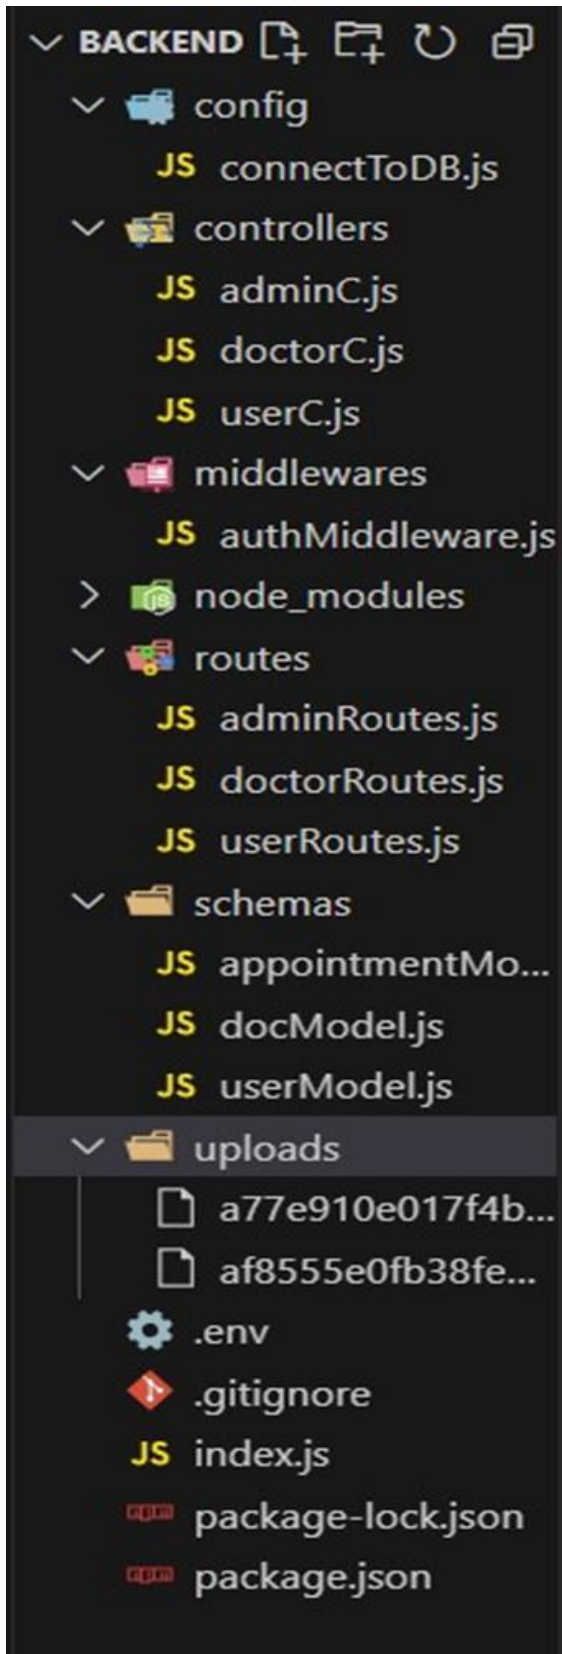 BACKEND
config
JS connectToDB.js
controllers
JS adminC.js
JS doctorC.js
JS userC.js
middlewares
JS authMiddleware.js
node_modules
routes
JS adminRoutes.js
JS doctorRoutes.js
JS userRoutes.js
schemas
JS appointmentMo...
JS docModel.js
JS userModel.js
uploads
a77e910e017f4b...
af8555e0fb38fe...
.env
.gitignore
JS index.js
package-lock.json
package.json